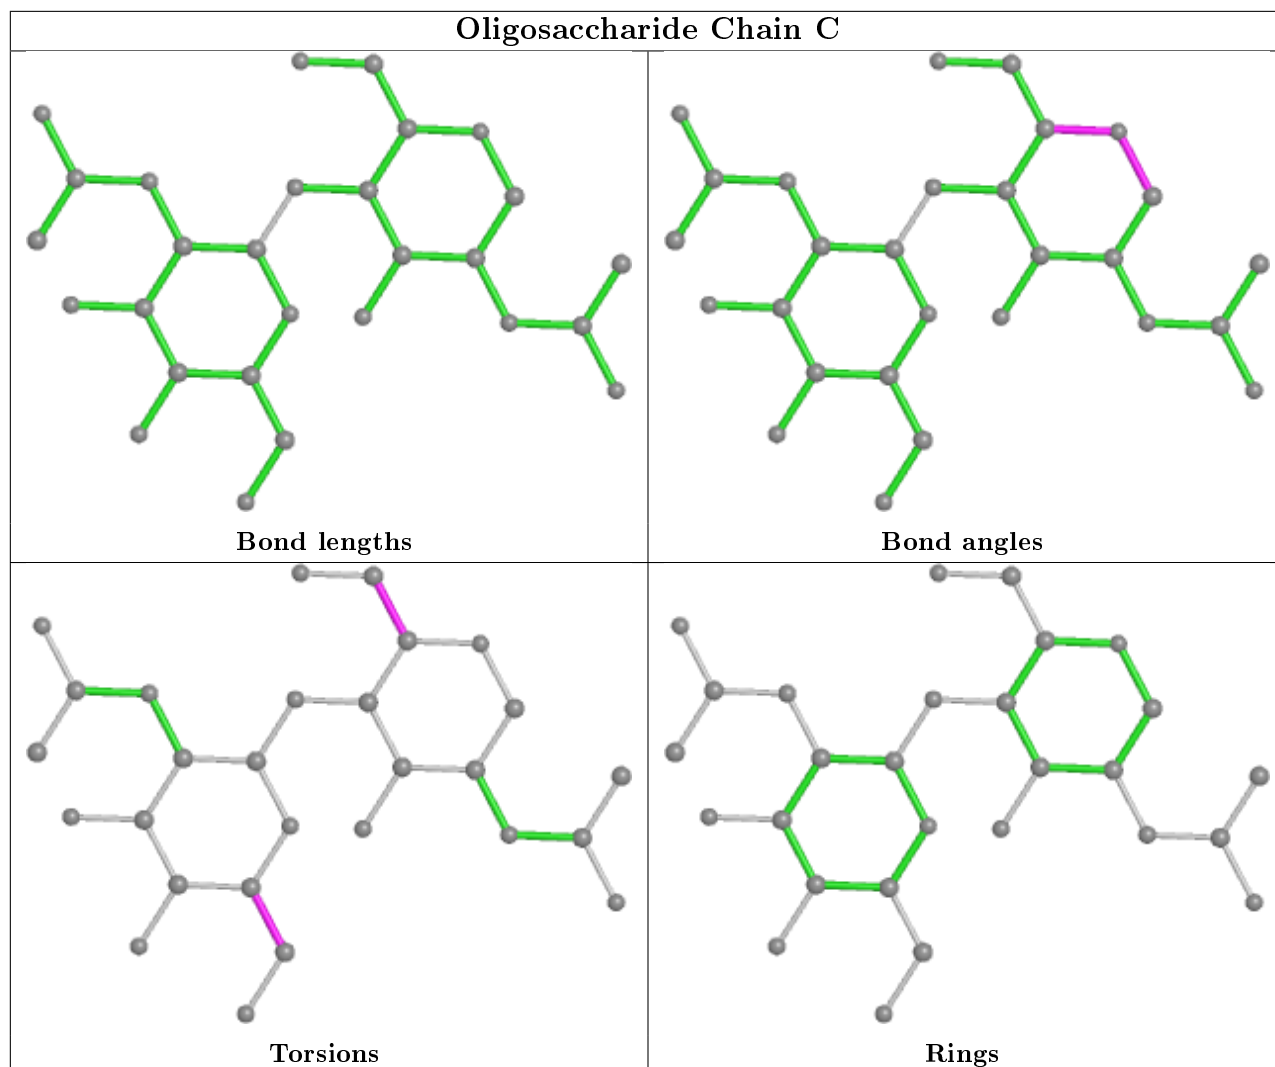 Oligosaccharide Chain C
Bond lengths
Bond angles
Torsions
Rings